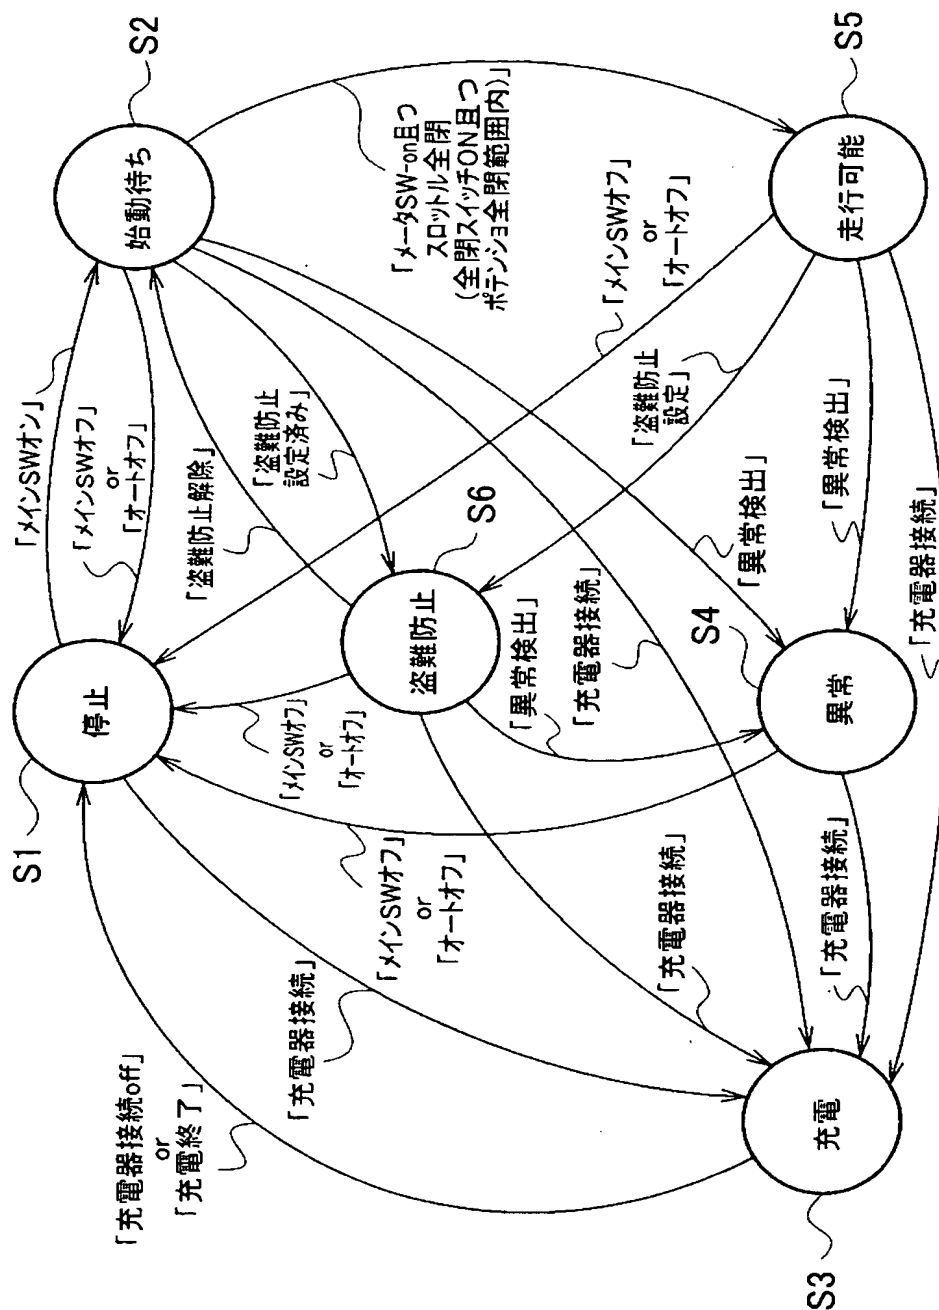 S1
停止
S2
始動待ち
S3
充電
S4
異常
S5
走行可能
S6
盗難防止
「メインSWオン」
「メインSWオフ」
or
「オートオフ」
「盗難防止解除」
「盗難防止
設定済み」
「メータSW-on且つ
スロットル全閉
(全閉スイッチON且つ
ポテンショ全閉範囲内)」
「メインSWオフ」
or
「オートオフ」
「盗難防止
設定」
「異常検出」
「異常検出」
「充電器接続」
「メインSWオフ」
or
「オートオフ」
「異常検出」
「充電器接続」
「メインSWオフ」
or
「オートオフ」
「充電器接続」
「充電器接続」
「充電器接続」
「充電器接続off」
or
「充電終了」